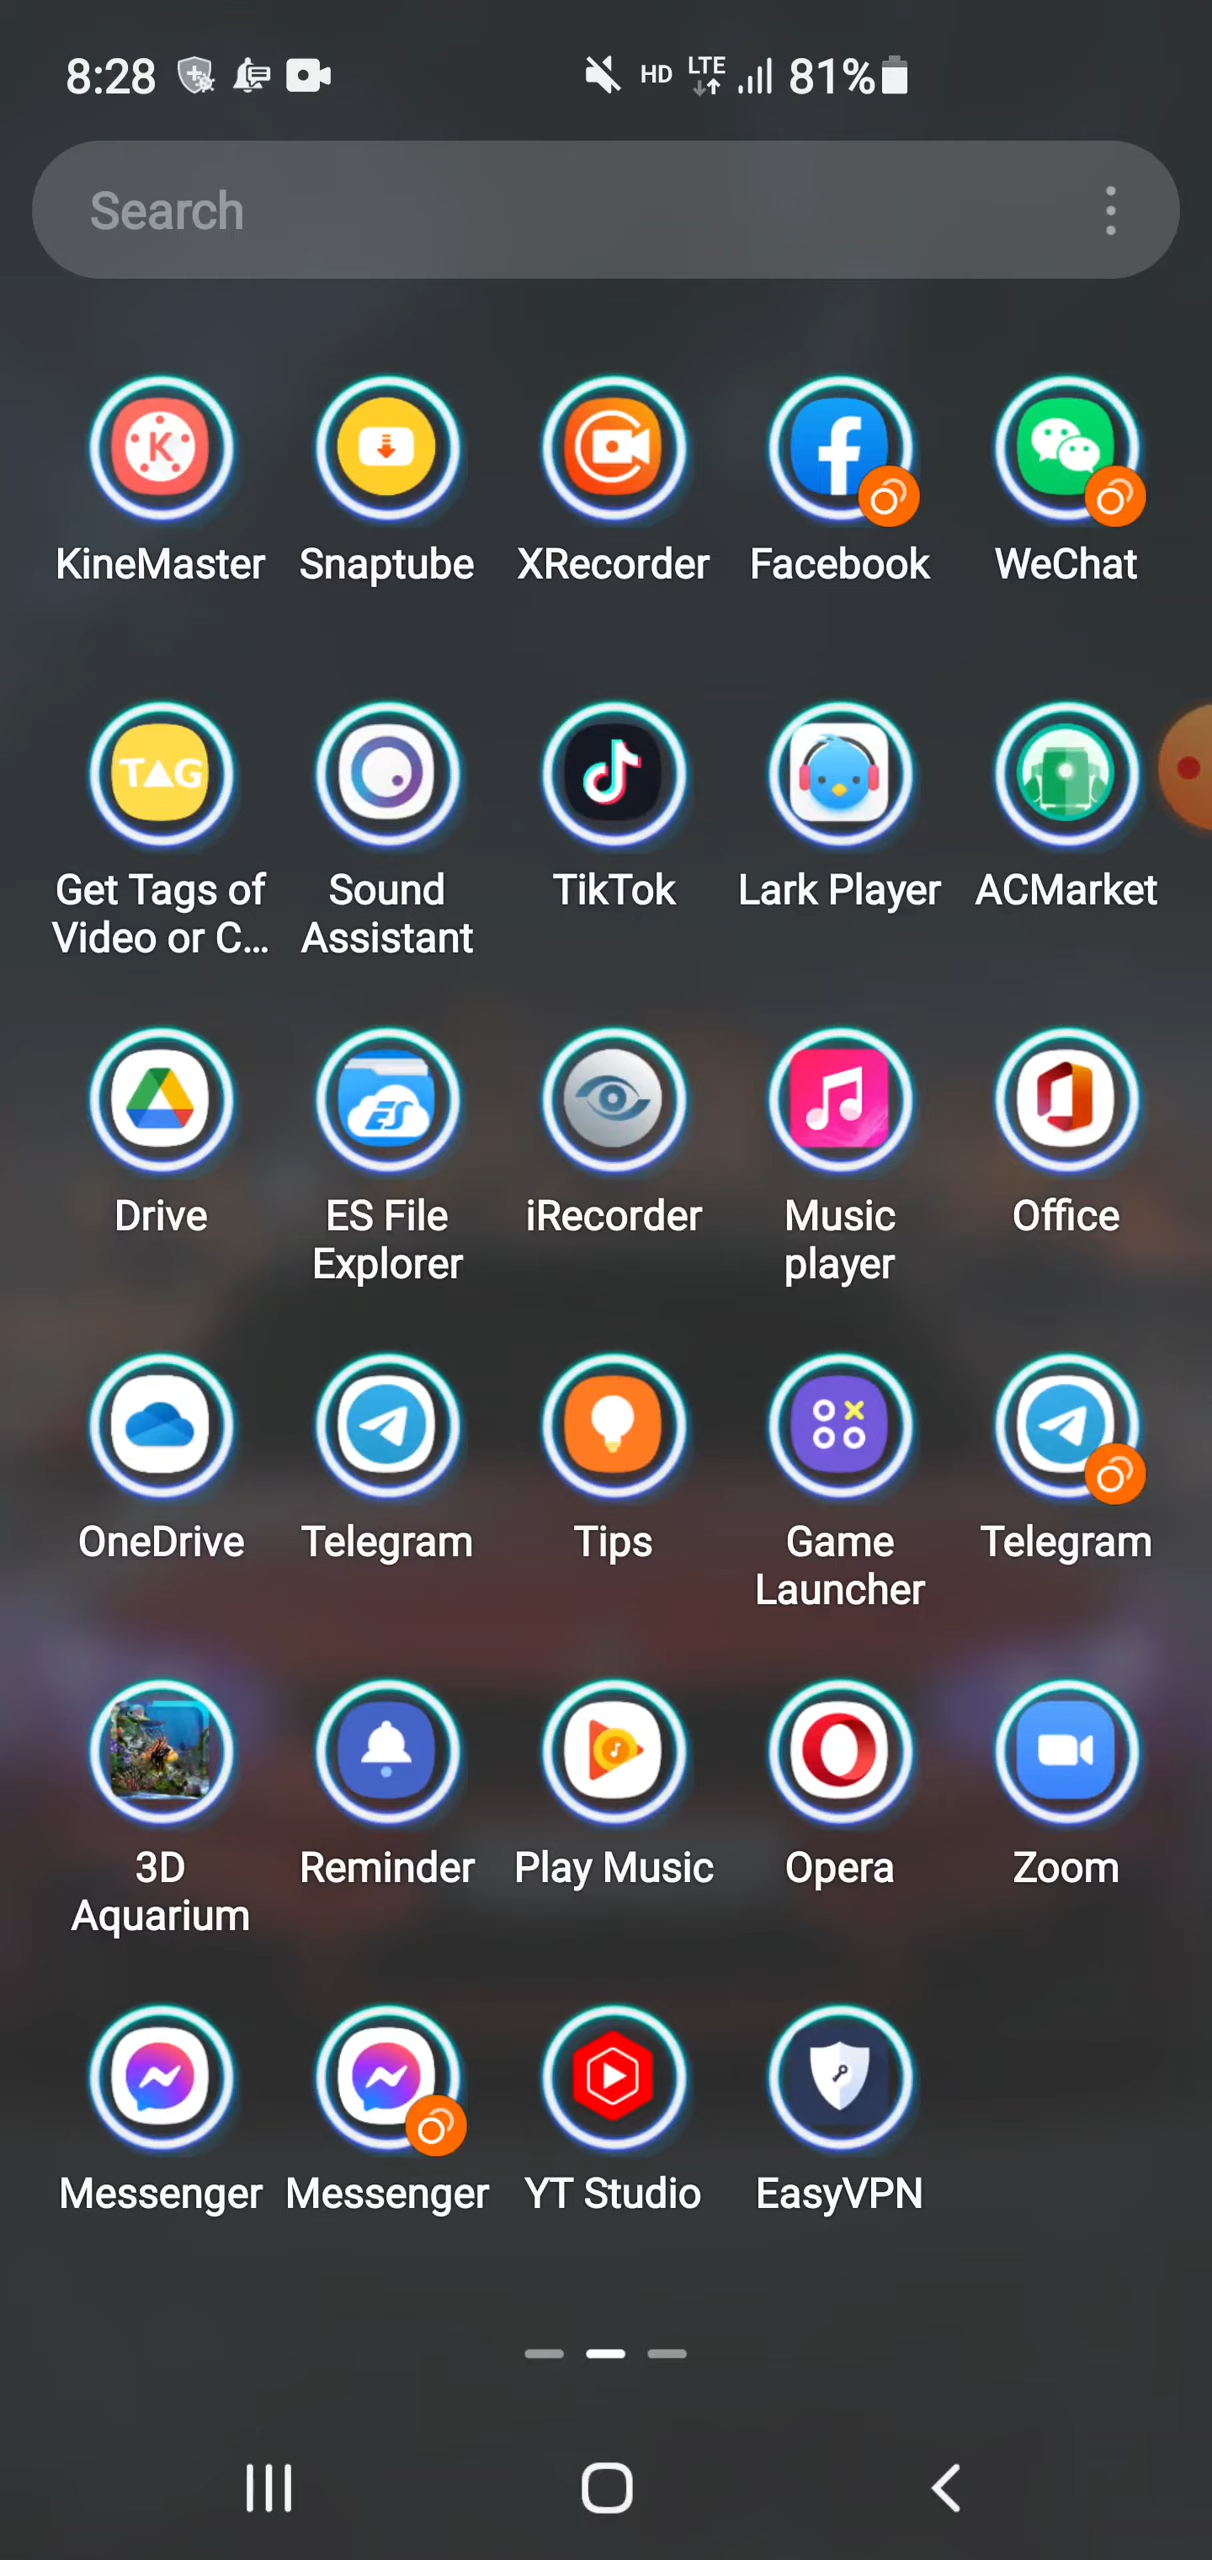 8:28 HD LTE 81%
Search
KineMaster Snaptube XRecorder Facebook WeChat
TAG
Get Tags of Sound TikTok Lark Player ACMarket
Video or C... Assistant
ES
Drive ES File iRecorder Music Office
Explorer player
OneDrive Telegram Tips Game Telegram
Launcher
3D Reminder Play Music Opera Zoom
Aquarium
Messenger Messenger YT Studio EasyVPN